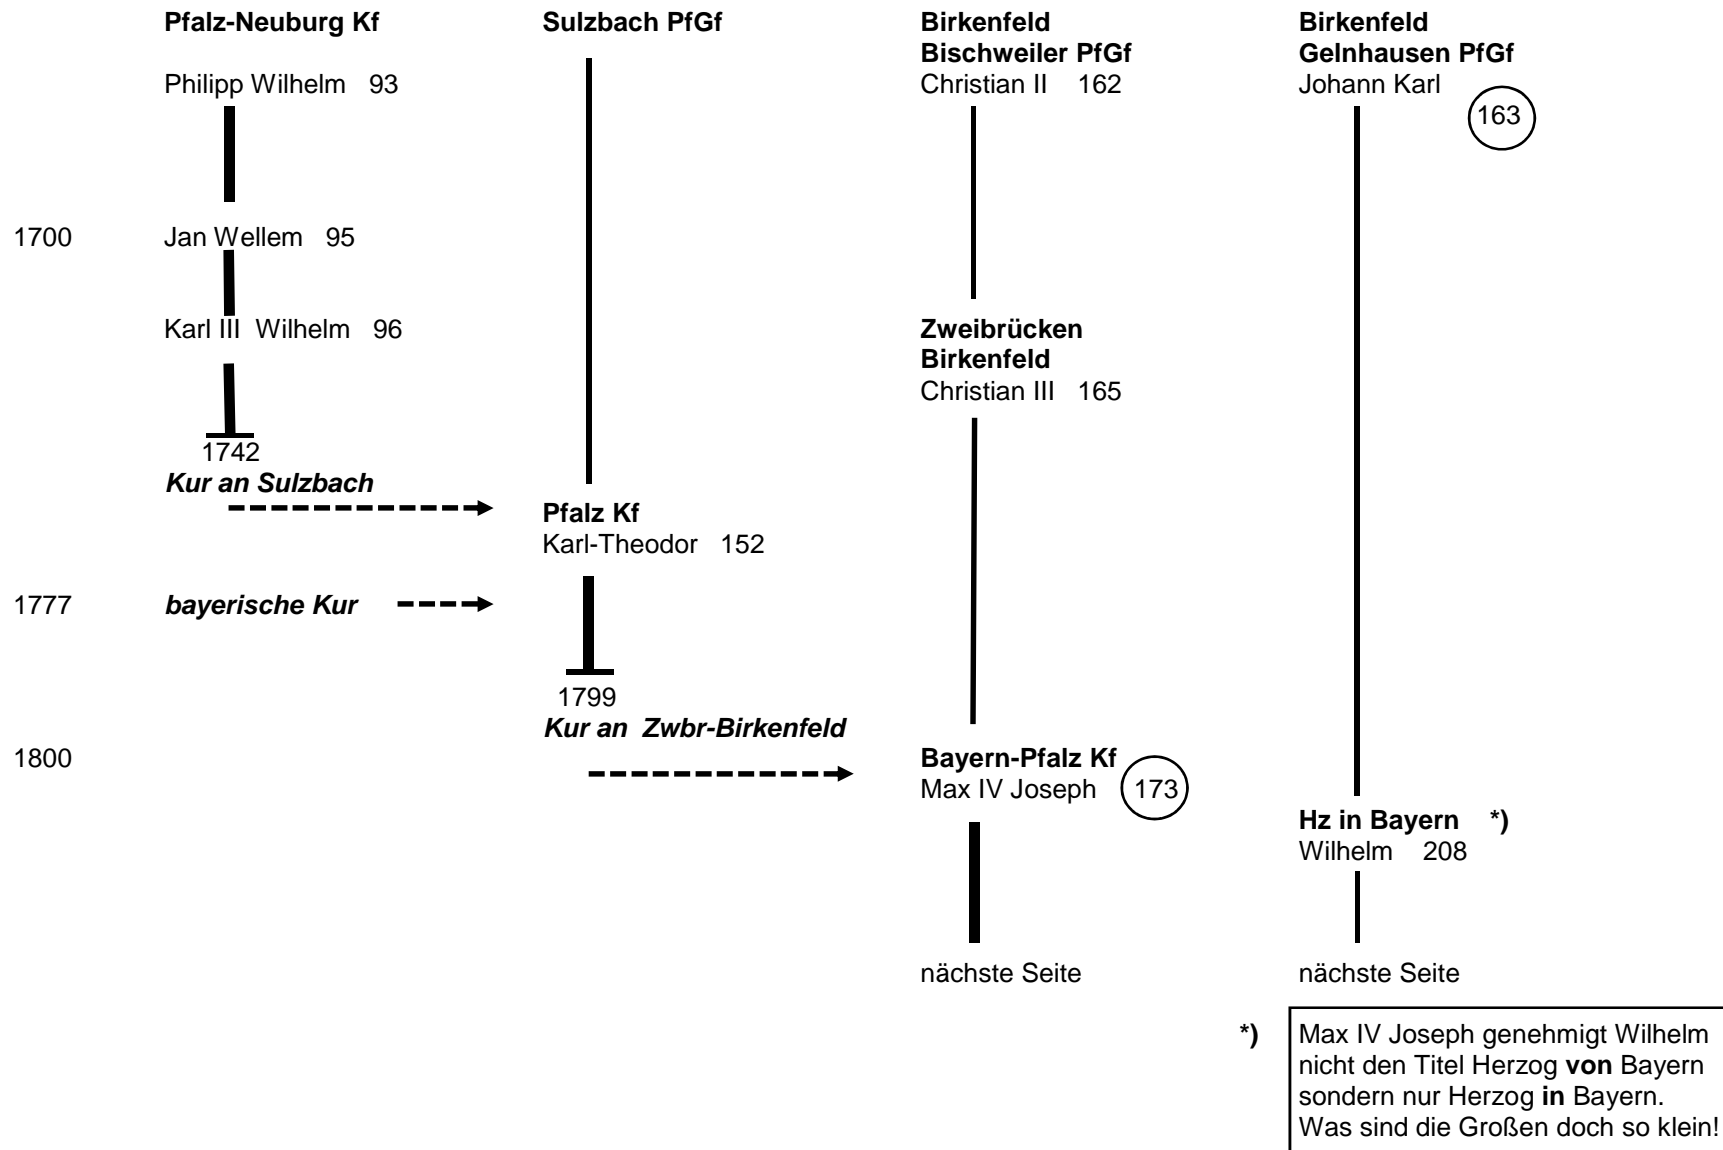 Pfalz-Neuburg Kf
Philipp Wilhelm 93
1700
Jan Wellem 95
Karl III Wilhelm 96
1742
Kur an Sulzbach
1777
bayerische Kur
Sulzbach PfGf
Pfalz Kf
Karl-Theodor 152
1799
Kur an Zwbr-Birkenfeld
1800
Birkenfeld
Bischweiler PfGf
Christian II 162
Zweibrücken
Birkenfeld
Christian III 165
Bayern-Pfalz Kf
Max IV Joseph 173
nächste Seite
Birkenfeld
Gelnhausen PfGf
Johann Karl
163
Hz in Bayern *)
Wilhelm 208
nächste Seite
*)
Max IV Joseph genehmigt Wilhelm
nicht den Titel Herzog von Bayern
sondern nur Herzog in Bayern.
Was sind die Großen doch so klein!